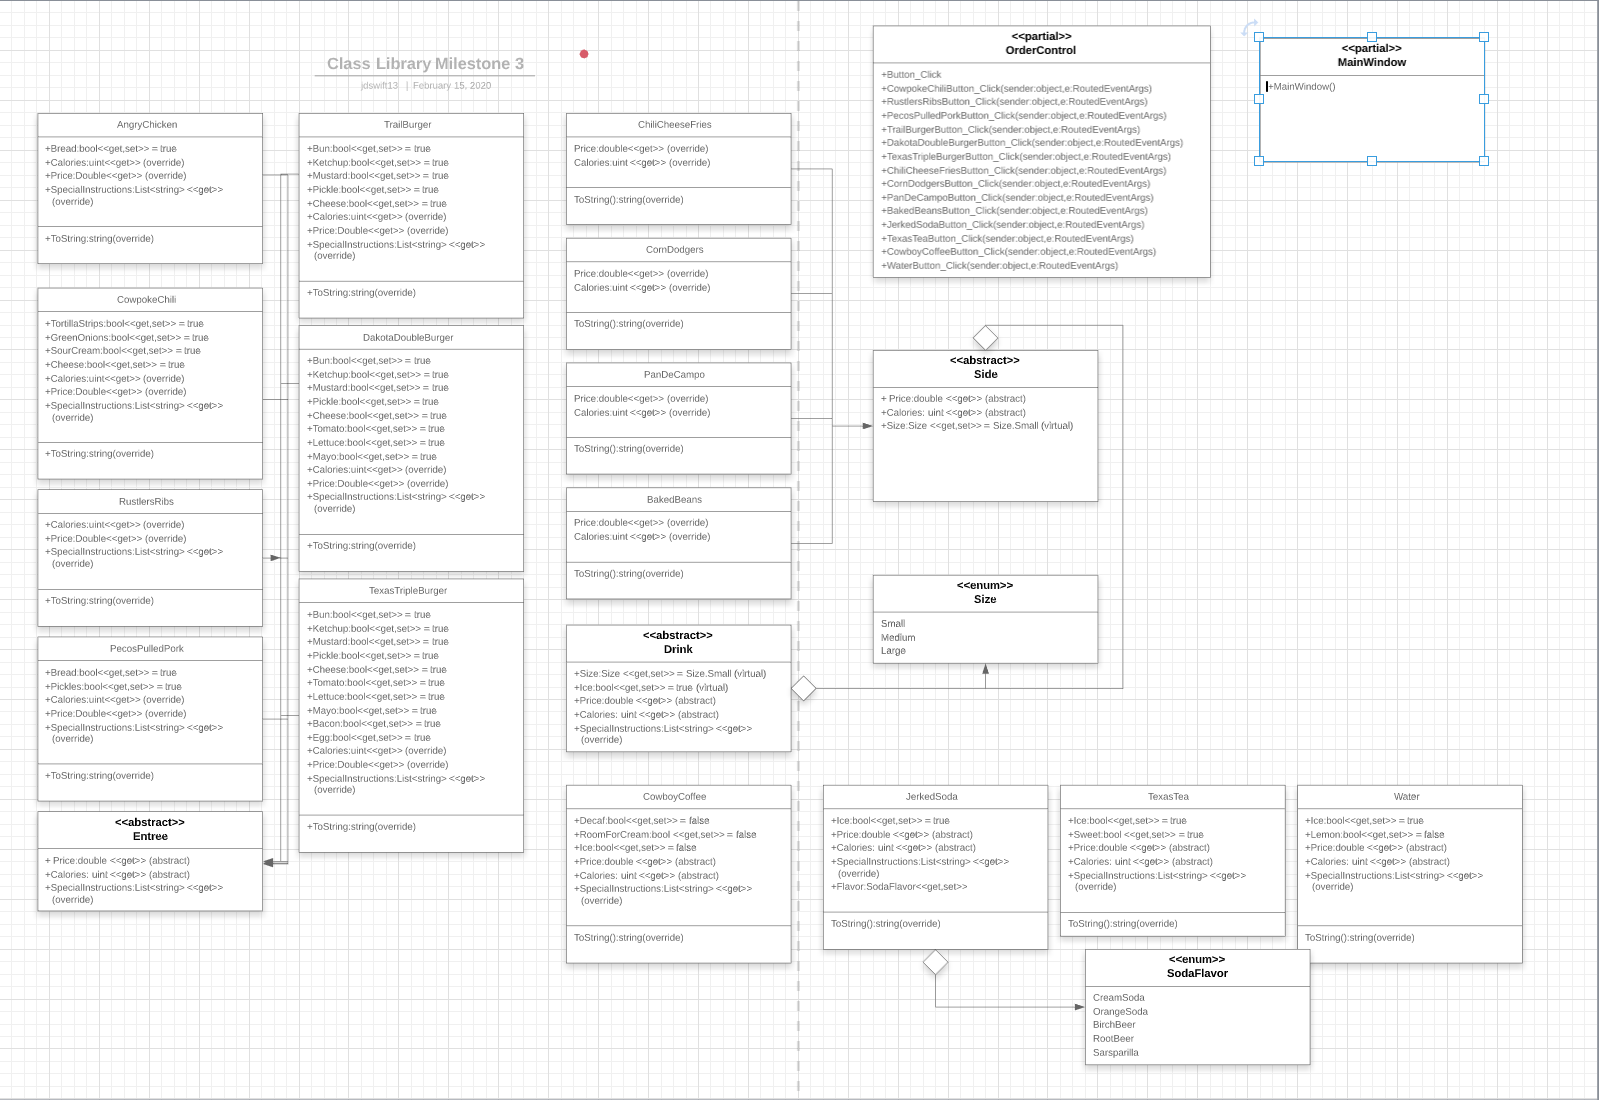 Class Library Milestone 3
jdswift13 | February 15, 2020
AngryChicken
+Bread:bool<<get,set>> = true
+Calories:uint<<get>> (override)
+Price:Double<<get>> (override)
+SpecialInstructions:List<string> <<get>>
(override)
+ToString:string(override)
CowpokeChili
+TortillaStrips:bool<<get,set>> = true
+GreenOnions:bool<<get,set>> = true
+SourCream:bool<<get,set>> = true
+Cheese:bool<<get,set>> = true
+Calories:uint<<get>> (override)
+Price:Double<<get>> (override)
+SpecialInstructions:List<string> <<get>>
(override)
+ToString:string(override)
RustlersRibs
+Calories:uint<<get>> (override)
+Price:Double<<get>> (override)
+SpecialInstructions:List<string> <<get>>
(override)
+ToString:string(override)
PecosPulledPork
+Bread:bool<<get,set>> = true
+Pickles:bool<<get,set>> = true
+Calories:uint<<get>> (override)
+Price:Double<<get>> (override)
+SpecialInstructions:List<string> <<get>>
(override)
+ToString:string(override)
<<abstract>>
Entree
+ Price:double <<get>> (abstract)
+Calories: uint <<get>> (abstract)
+SpecialInstructions:List<string> <<get>>
(override)
TrailBurger
+Bun:bool<<get,set>> = true
+Ketchup:bool<<get,set>> = true
+Mustard:bool<<get,set>> = true
+Pickle:bool<<get,set>> = true
+Cheese:bool<<get,set>> = true
+Calories:uint<<get>> (override)
+Price:Double<<get>> (override)
+SpecialInstructions:List<string> <<get>>
(override)
+ToString:string(override)
DakotaDoubleBurger
+Bun:bool<<get,set>> = true
+Ketchup:bool<<get,set>> = true
+Mustard:bool<<get,set>> = true
+Pickle:bool<<get,set>> = true
+Cheese:bool<<get,set>> = true
+Tomato:bool<<get,set>> = true
+Lettuce:bool<<get,set>> = true
+Mayo:bool<<get,set>> = true
+Calories:uint<<get>> (override)
+Price:Double<<get>> (override)
+SpecialInstructions:List<string> <<get>>
(override)
+ToString:string(override)
TexasTripleBurger
+Bun:bool<<get,set>> = true
+Ketchup:bool<<get,set>> = true
+Mustard:bool<<get,set>> = true
+Pickle:bool<<get,set>> = true
+Cheese:bool<<get,set>> = true
+Tomato:bool<<get,set>> = true
+Lettuce:bool<<get,set>> = true
+Mayo:bool<<get,set>> = true
+Bacon:bool<<get,set>> = true
+Egg:bool<<get,set>> = true
+Calories:uint<<get>> (override)
+Price:Double<<get>> (override)
+SpecialInstructions:List<string> <<get>>
(override)
+ToString:string(override)
ChiliCheeseFries
Price:double<<get>> (override)
Calories:uint <<get>> (override)
ToString():string(override)
CornDodgers
Price:double<<get>> (override)
Calories:uint <<get>> (override)
ToString():string(override)
PanDeCampo
Price:double<<get>> (override)
Calories:uint <<get>> (override)
ToString():string(override)
BakedBeans
Price:double<<get>> (override)
Calories:uint <<get>> (override)
ToString():string(override)
<<abstract>>
Drink
+Size:Size <<get,set>> = Size.Small (virtual)
+Ice:bool<<get,set>> = true (virtual)
+Price:double <<get>> (abstract)
+Calories: uint <<get>> (abstract)
+SpecialInstructions:List<string> <<get>>
(override)
CowboyCoffee
+Decaf:bool<<get,set>> = false
+RoomForCream:bool <<get,set>> = false
+Ice:bool<<get,set>> = false
+Price:double <<get>> (abstract)
+Calories: uint <<get>> (abstract)
+SpecialInstructions:List<string> <<get>>
(override)
ToString():string(override)
<<partial>>
OrderControl
+Button_Click
+CowpokeChiliButton_Click(sender:object,e:RoutedEventArgs)
+RustlersRibsButton_Click(sender:object,e:RoutedEventArgs)
+PecosPulledPorkButton_Click(sender:object,e:RoutedEventArgs)
+TrailBurgerButton_Click(sender:object,e:RoutedEventArgs)
+DakotaDoubleBurgerButton_Click(sender:object,e:RoutedEventArgs)
+TexasTripleBurgerButton_Click(sender:object,e:RoutedEventArgs)
+ChiliCheeseFriesButton_Click(sender:object,e:RoutedEventArgs)
+CornDodgersButton_Click(sender:object,e:RoutedEventArgs)
+PanDeCampoButton_Click(sender:object,e:RoutedEventArgs)
+BakedBeansButton_Click(sender:object,e:RoutedEventArgs)
+JerkedSodaButton_Click(sender:object,e:RoutedEventArgs)
+TexasTeaButton_Click(sender:object,e:RoutedEventArgs)
+CowboyCoffeeButton_Click(sender:object,e:RoutedEventArgs)
+WaterButton_Click(sender:object,e:RoutedEventArgs)
<<partial>>
MainWindow
+MainWindow()
<<abstract>>
Side
+ Price:double <<get>> (abstract)
+Calories: uint <<get>> (abstract)
+Size:Size <<get,set>> = Size.Small (virtual)
<<enum>>
Size
Small
Medium
Large
JerkedSoda
+Ice:bool<<get,set>> = true
+Price:double <<get>> (abstract)
+Calories: uint <<get>> (abstract)
+SpecialInstructions:List<string> <<get>>
(override)
+Flavor:SodaFlavor<<get,set>>
ToString():string(override)
TexasTea
+Ice:bool<<get,set>> = true
+Sweet:bool<<get,set>> = true
+Price:double <<get>> (abstract)
+Calories: uint <<get>> (abstract)
+SpecialInstructions:List<string> <<get>>
(override)
ToString():string(override)
Water
+Ice:bool<<get,set>> = true
+Lemon:bool<<get,set>> = false
+Price:double <<get>> (abstract)
+Calories: uint <<get>> (abstract)
+SpecialInstructions:List<string> <<get>>
(override)
ToString():string(override)
<<enum>>
SodaFlavor
CreamSoda
OrangeSoda
BirchBeer
RootBeer
Sarsparilla